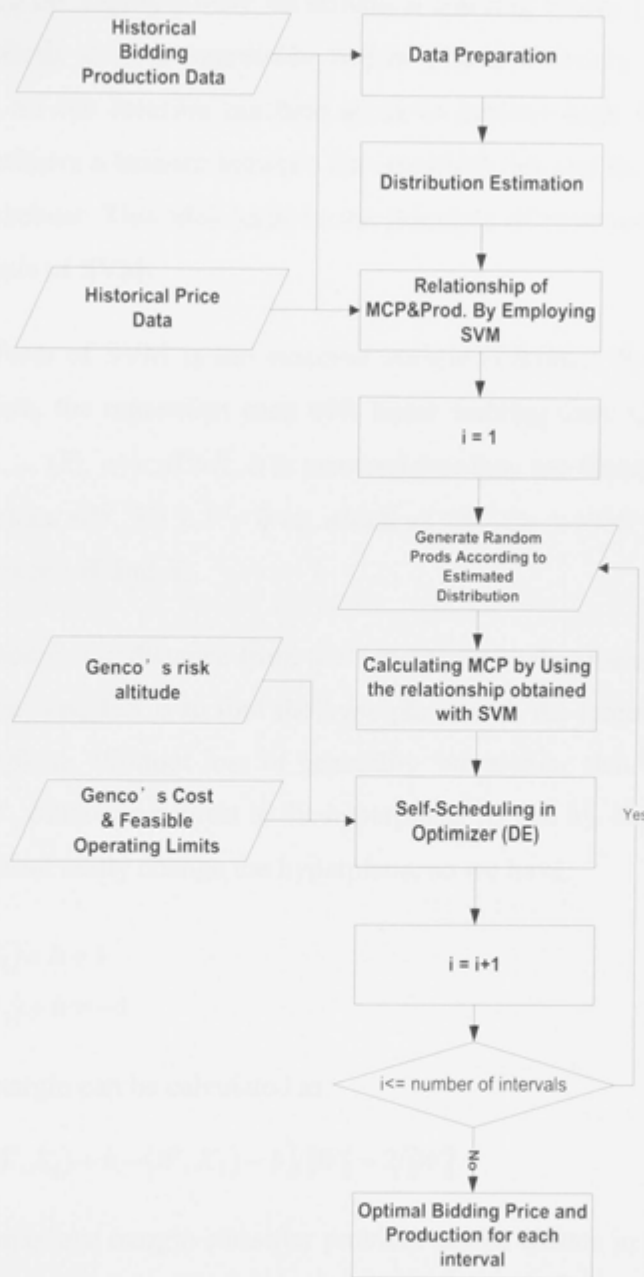 Historical
Bidding
Production Data
Data Preparation
Distribution Estimation
Historical Price
Data
Relationship of
MCP&Prod. By Employing
SVM
i = 1
Generate Random
Prods According to
Estimated
Distribution
Genco's risk
altitude
Calculating MCP by Using
the relationship obtained
with SVM
Genco's Cost
& Feasible
Operating Limits
Self-Scheduling in
Optimizer (DE)
Yes
i = i+1
i<= number of intervals
No
Optimal Bidding Price and
Production for each
interval